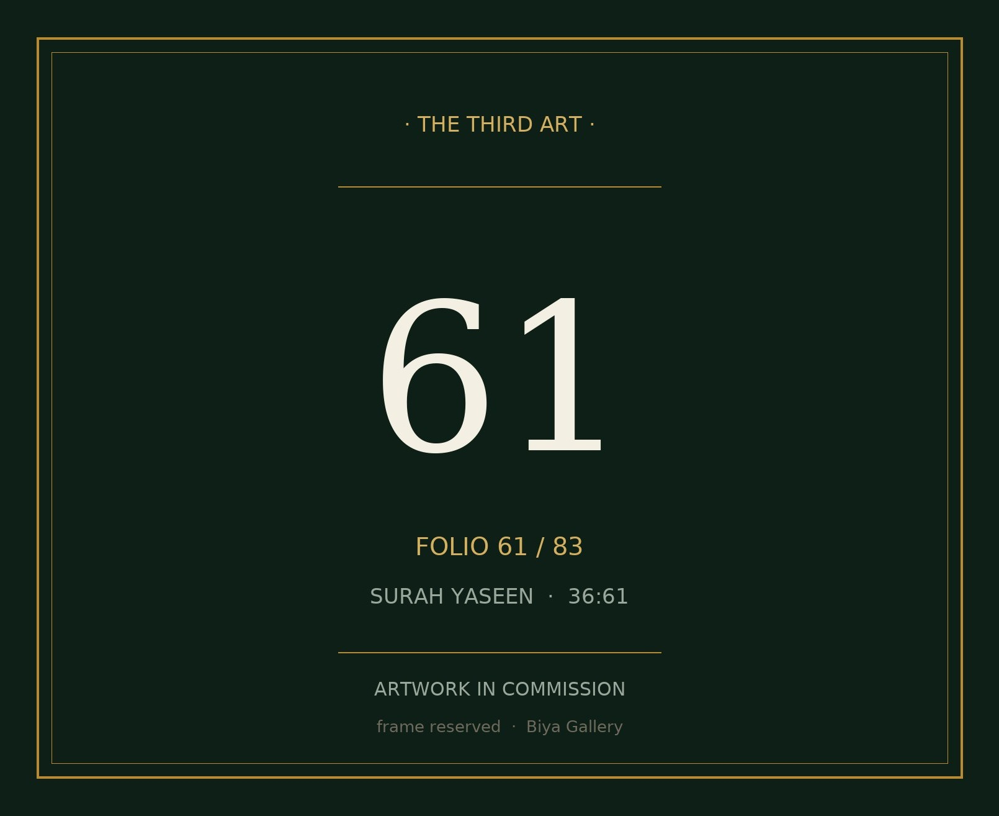 · THE THIRD ART ·
61
FOLIO 61 / 83
SURAH YASEEN · 36:61
ARTWORK IN COMMISSION
frame reserved · Biya Gallery